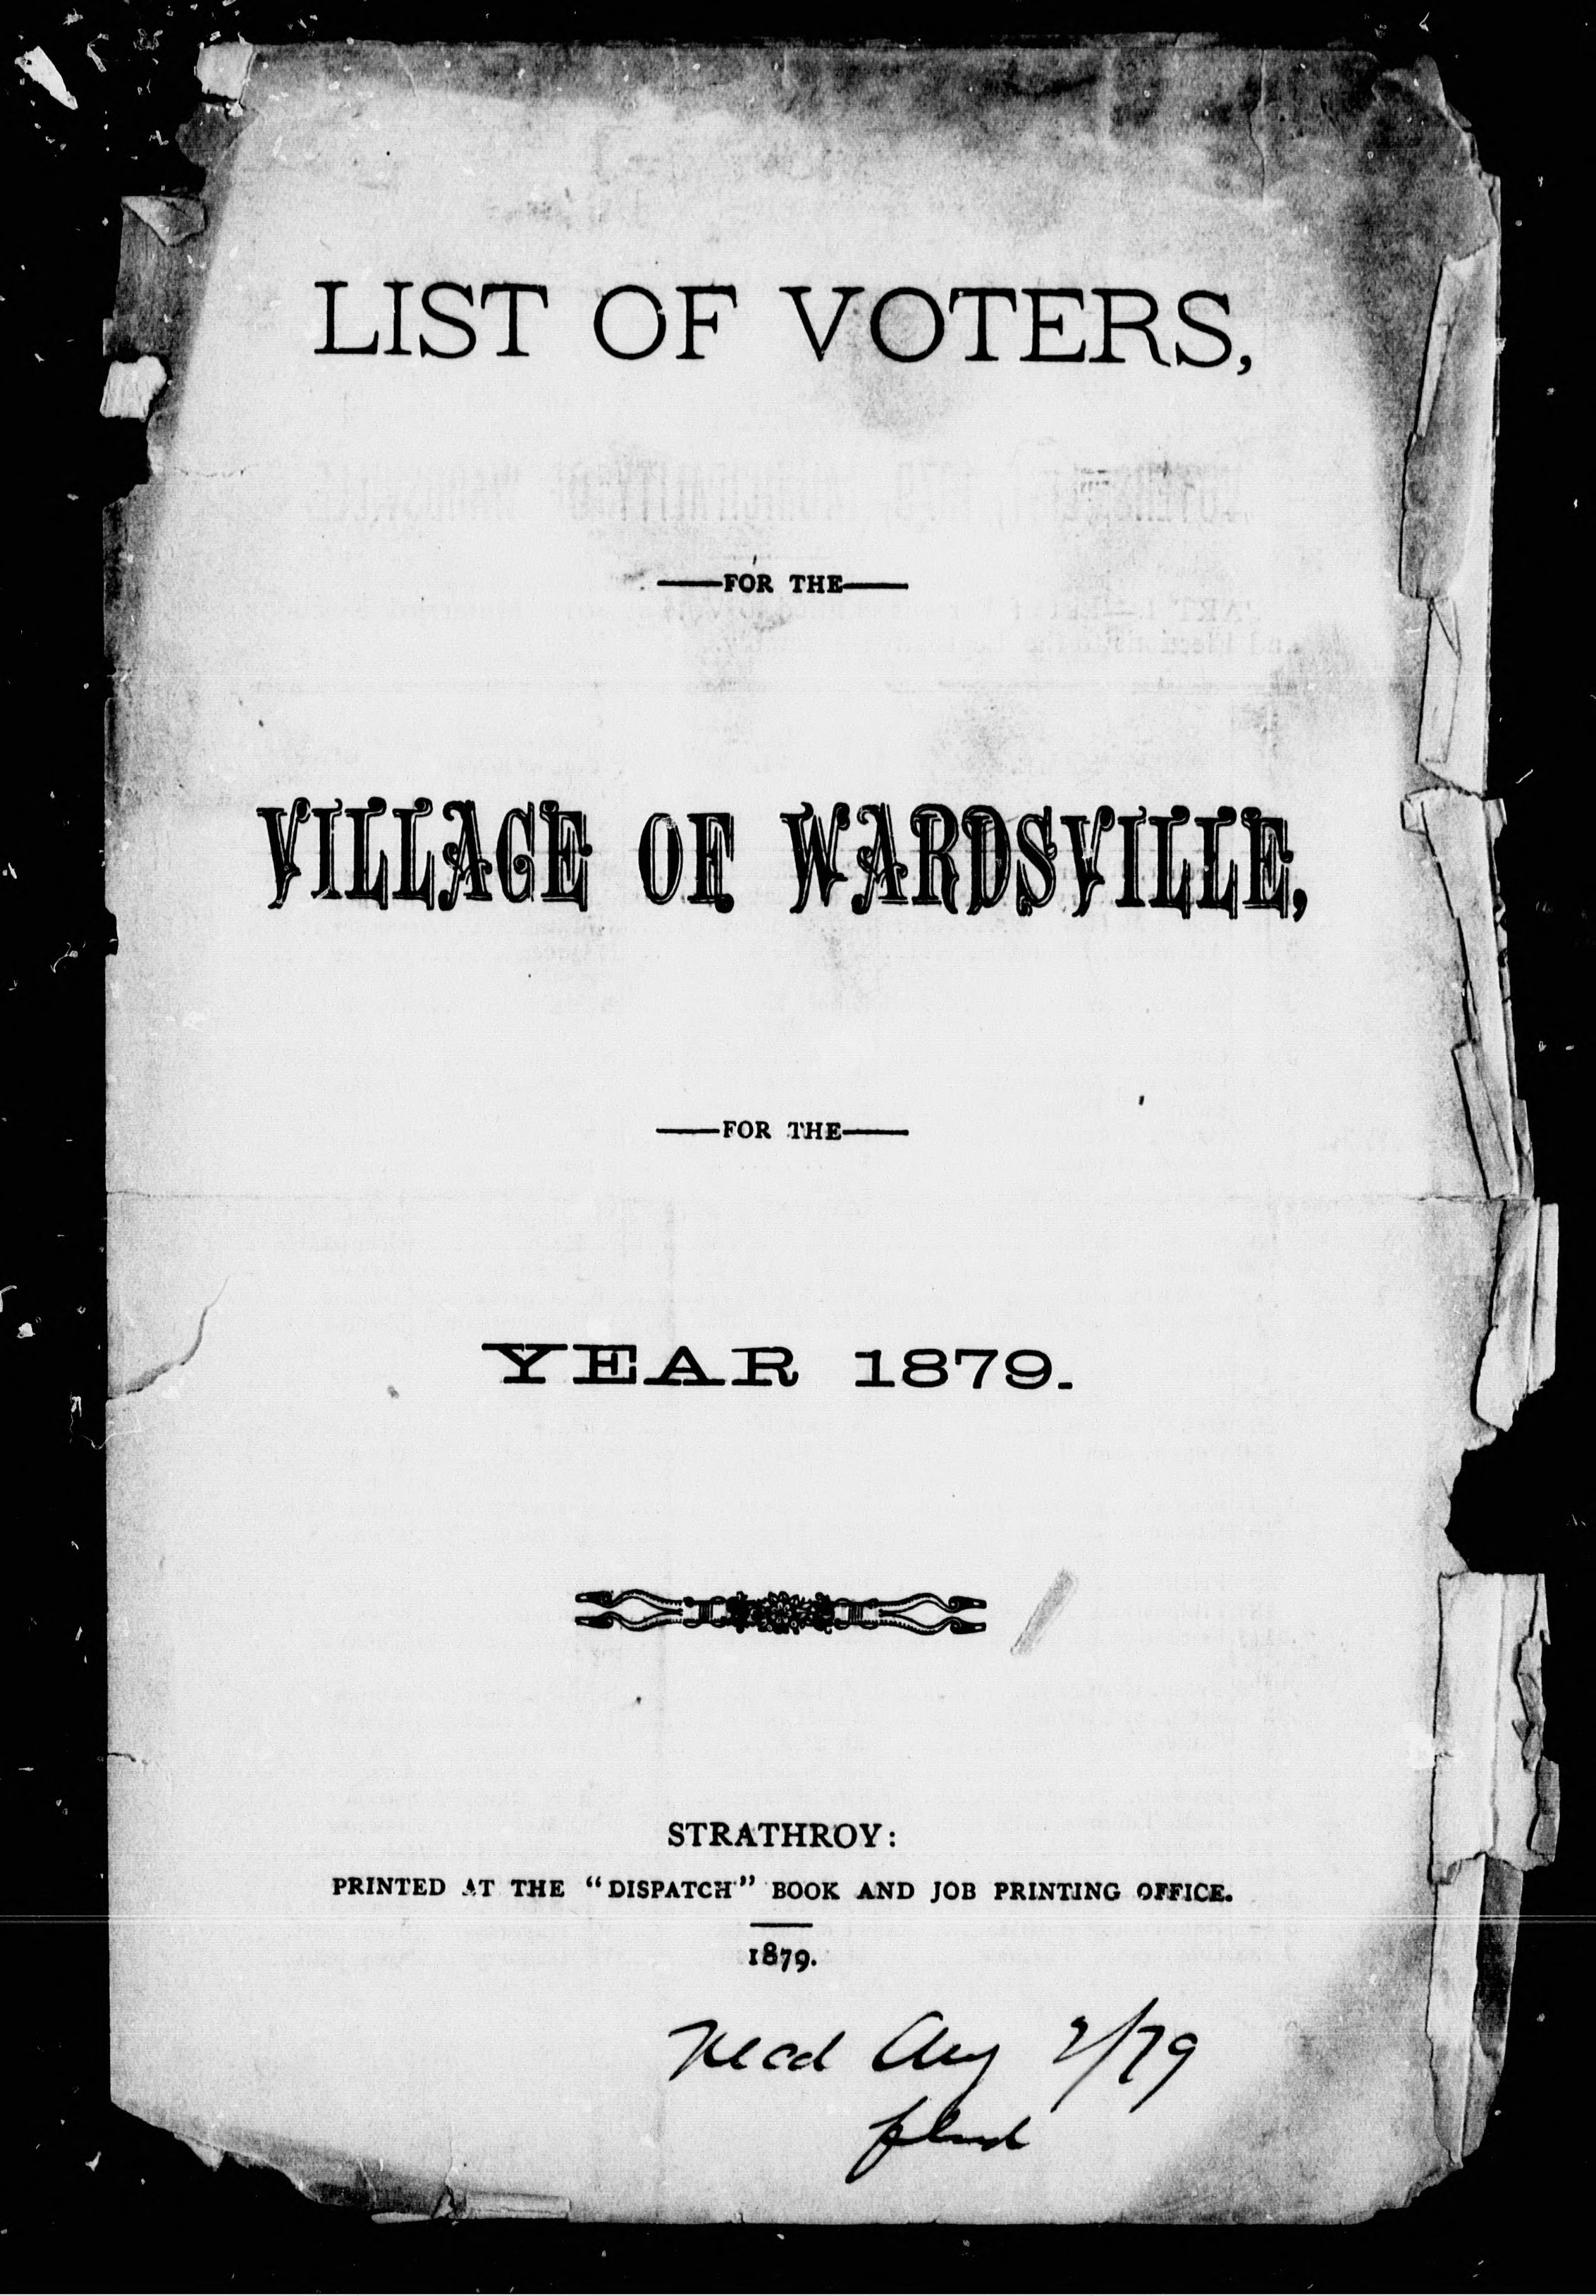 LIST OF VOTERS,
—FOR THE—
VILLAGE OF WARDSVILLE,
—FOR THE—
YEAR 1879.
STRATHROY:
PRINTED AT THE "DISPATCH" BOOK AND JOB PRINTING OFFICE.
1879.
Recd Aug 2/79